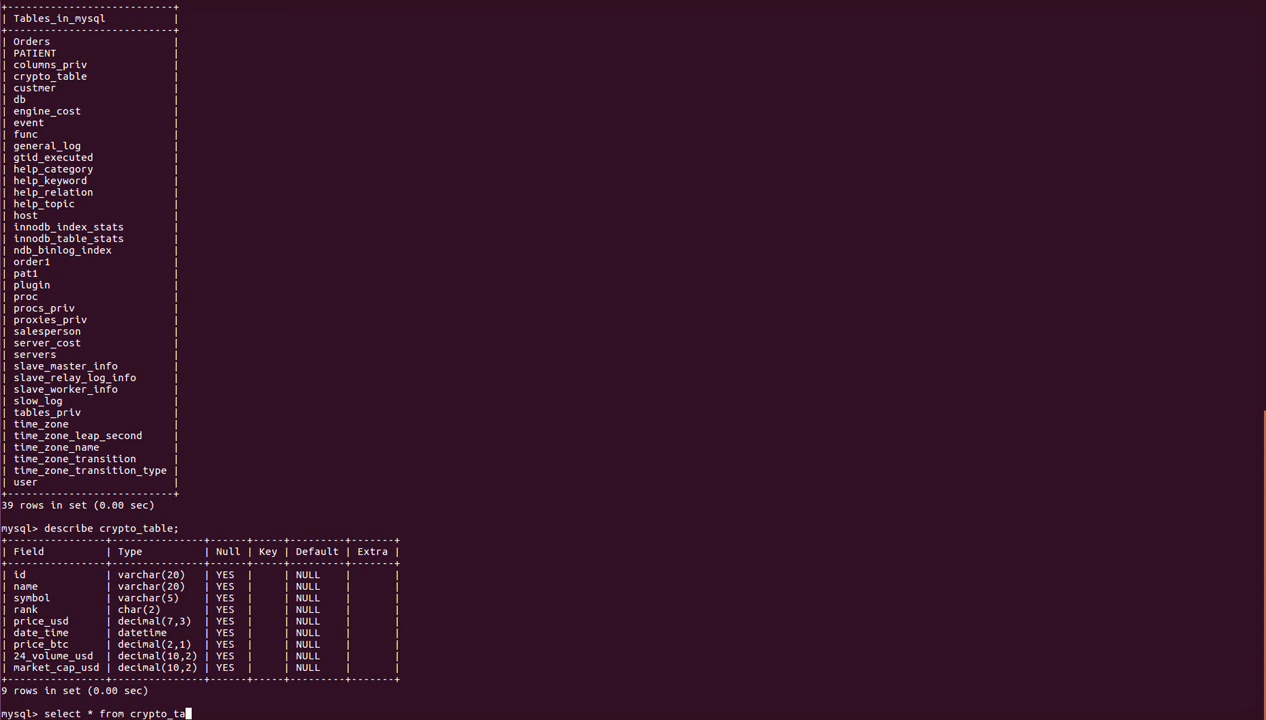 +---------------------------+
| Tables_in_mysql           |
+---------------------------+
| Orders                    |
| PATIENT                   |
| columns_priv              |
| crypto_table              |
| custmer                   |
| db                        |
| engine_cost               |
| event                     |
| func                      |
| general_log               |
| gtid_executed             |
| help_category             |
| help_keyword              |
| help_relation             |
| help_topic                |
| host                      |
| innodb_index_stats        |
| innodb_table_stats        |
| ndb_binlog_index          |
| order1                    |
| pat1                      |
| plugin                    |
| proc                      |
| procs_priv                |
| proxies_priv              |
| salesperson               |
| server_cost               |
| servers                   |
| slave_master_info         |
| slave_relay_log_info      |
| slave_worker_info         |
| slow_log                  |
| tables_priv               |
| time_zone                 |
| time_zone_leap_second     |
| time_zone_name            |
| time_zone_transition      |
| time_zone_transition_type |
| user                      |
+---------------------------+
39 rows in set (0.00 sec)

mysql> describe crypto_table;
+----------------+---------------+------+-----+---------+-------+
| Field          | Type          | Null | Key | Default | Extra |
+----------------+---------------+------+-----+---------+-------+
| id             | varchar(20)   | YES  |     | NULL    |       |
| name           | varchar(20)   | YES  |     | NULL    |       |
| symbol         | varchar(5)    | YES  |     | NULL    |       |
| rank           | char(2)       | YES  |     | NULL    |       |
| price_usd      | decimal(7,3)  | YES  |     | NULL    |       |
| date_time      | datetime      | YES  |     | NULL    |       |
| price_btc      | decimal(2,1)  | YES  |     | NULL    |       |
| 24_volume_usd  | decimal(10,2) | YES  |     | NULL    |       |
| market_cap_usd | decimal(10,2) | YES  |     | NULL    |       |
+----------------+---------------+------+-----+---------+-------+
9 rows in set (0.00 sec)

mysql> select * from crypto_ta